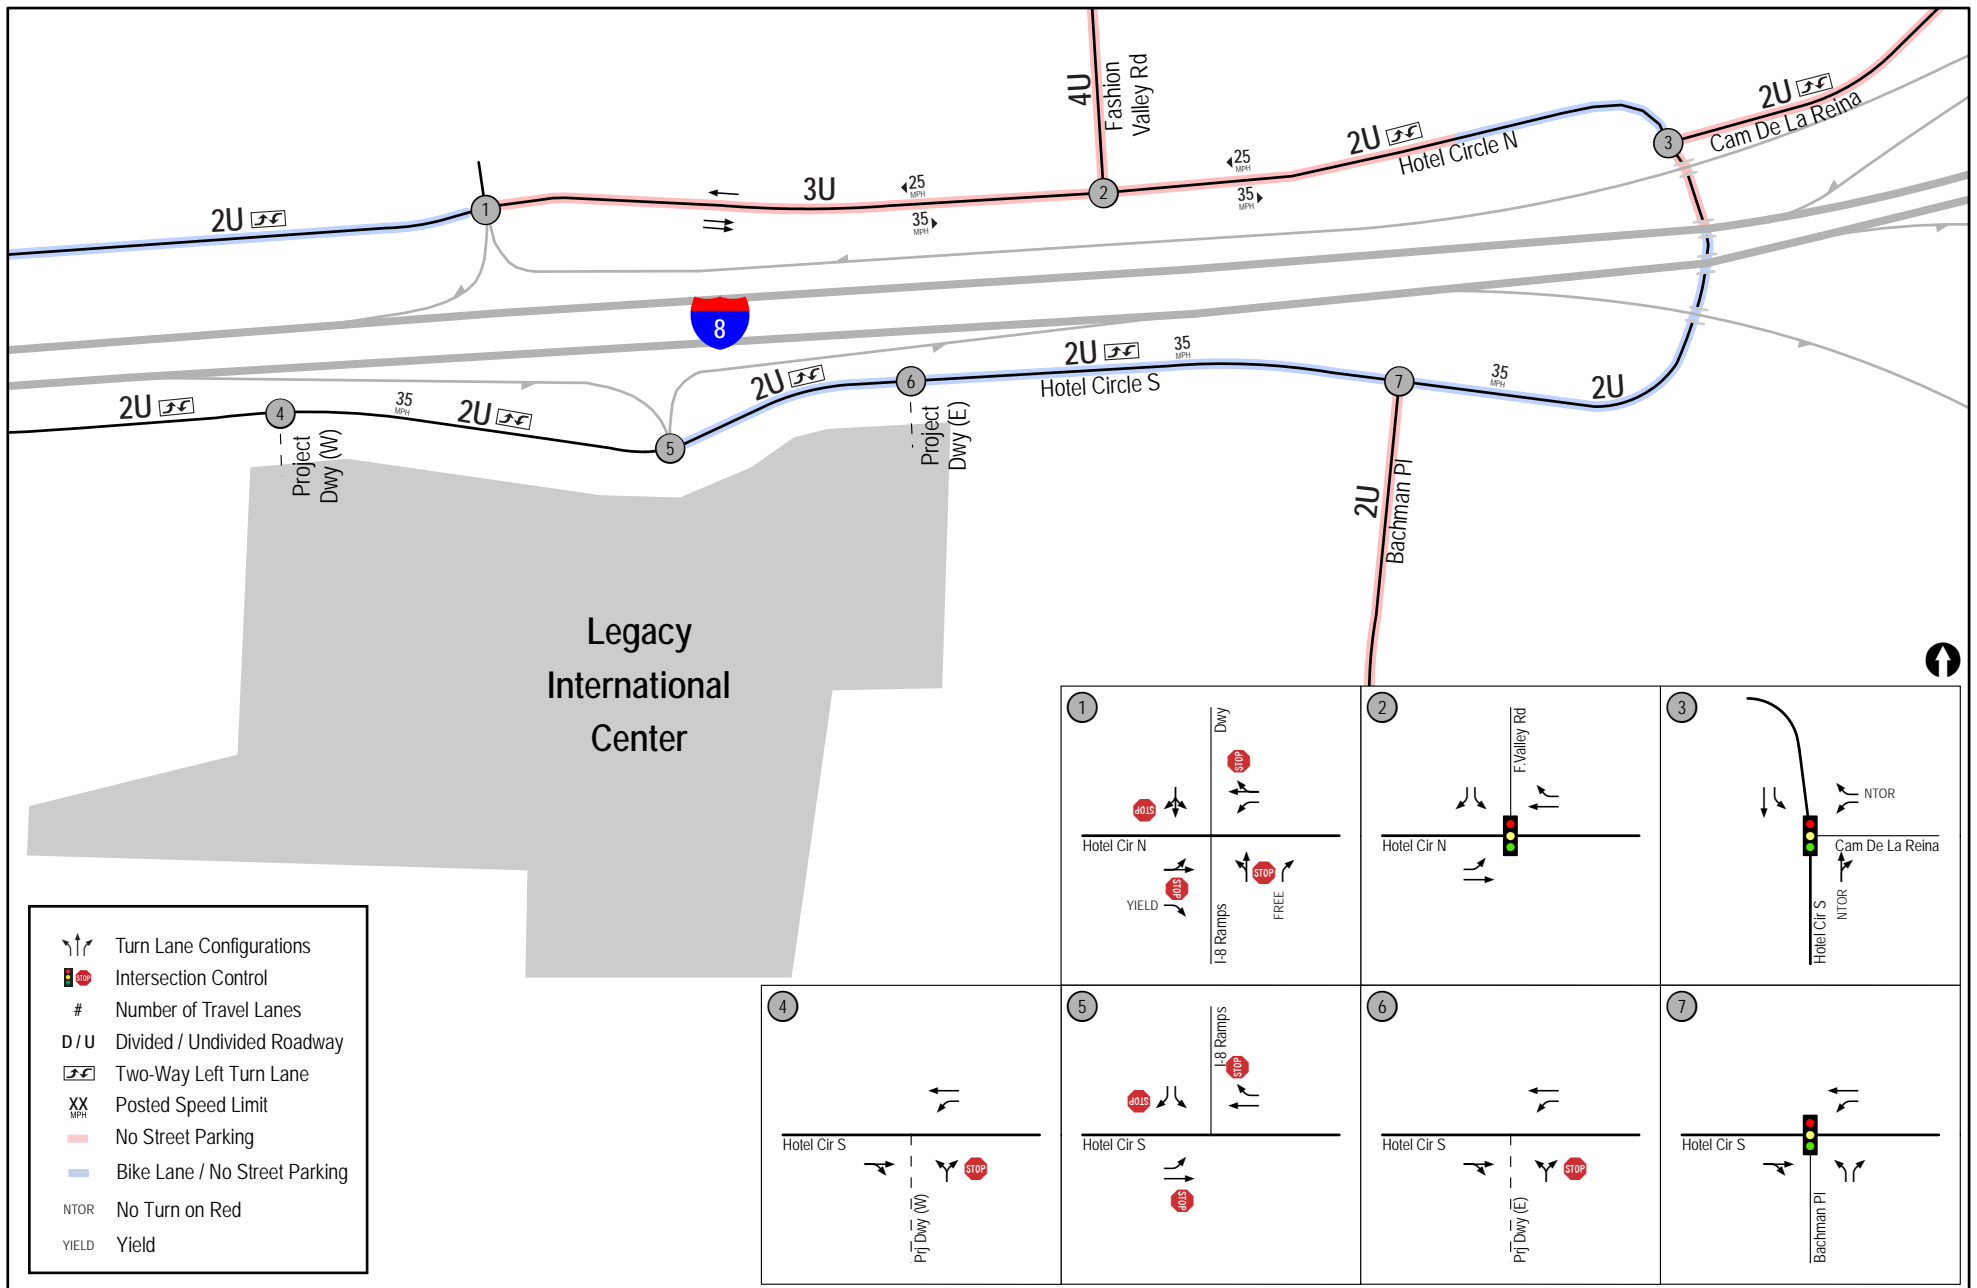 4U
Fashion
Valley Rd
2U
Cam De La Reina
3
2U
Hotel Circle N
25
MPH
35
MPH
2
3U
25
MPH
35
MPH
1
2U
8
2U
4
35
MPH
2U
5
2U
6
2U
35
MPH
Hotel Circle S
7
35
MPH
2U
Project
Dwy (W)
Project
Dwy (E)
2U
Bachman Pl
Legacy
International
Center
1
Dwy
STOP
STOP
Hotel Cir N
STOP
YIELD
STOP
FREE
I-8 Ramps
2
F.Valley Rd
Hotel Cir N
3
NTOR
Cam De La Reina
NTOR
Hotel Cir S
4
Hotel Cir S
STOP
Prj Dwy (W)
5
I-8 Ramps
STOP
STOP
Hotel Cir S
STOP
6
Hotel Cir S
STOP
Prj Dwy (E)
7
Hotel Cir S
Bachman Pl
Turn Lane Configurations
STOP Intersection Control
# Number of Travel Lanes
D / U Divided / Undivided Roadway
Two-Way Left Turn Lane
XX
MPH Posted Speed Limit
No Street Parking
Bike Lane / No Street Parking
NTOR No Turn on Red
YIELD Yield